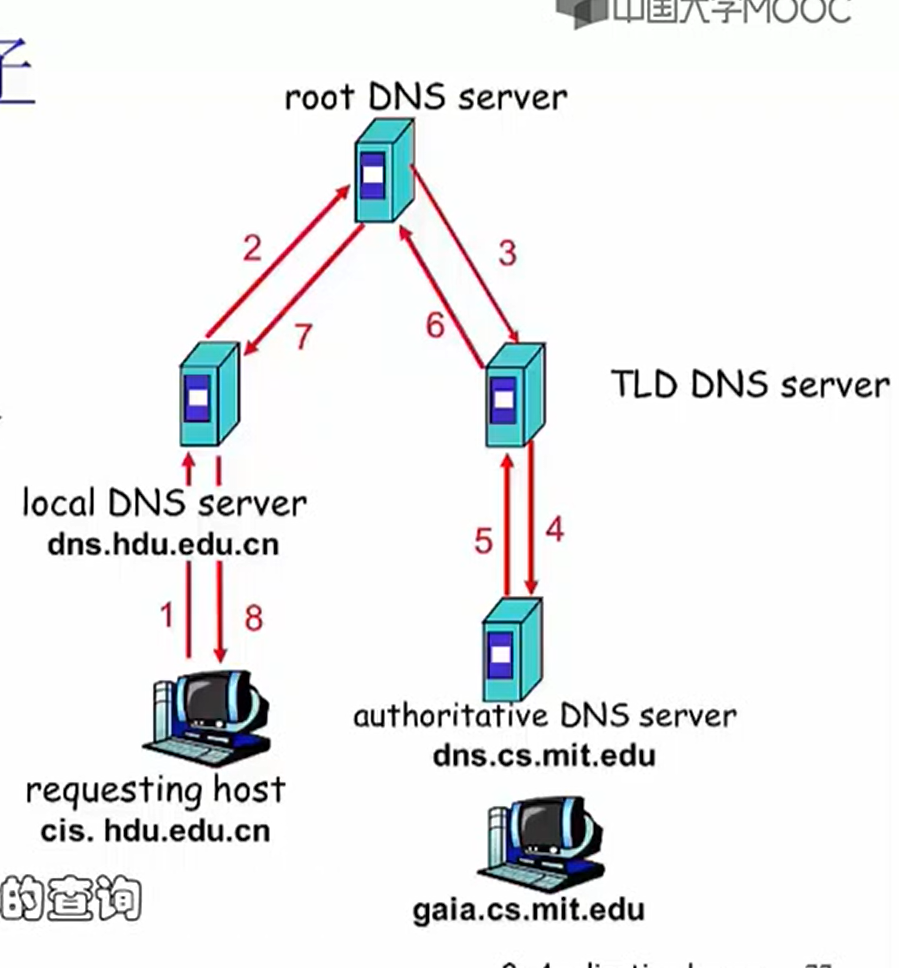 中国大学MOOC
子
root DNS server
2
3
7
6
TLD DNS server
local DNS server
dns.hdu.edu.cn
5
4
1
8
authoritative DNS server
dns.cs.mit.edu
requesting host
cis. hdu.edu.cn
的查询
gaia.cs.mit.edu